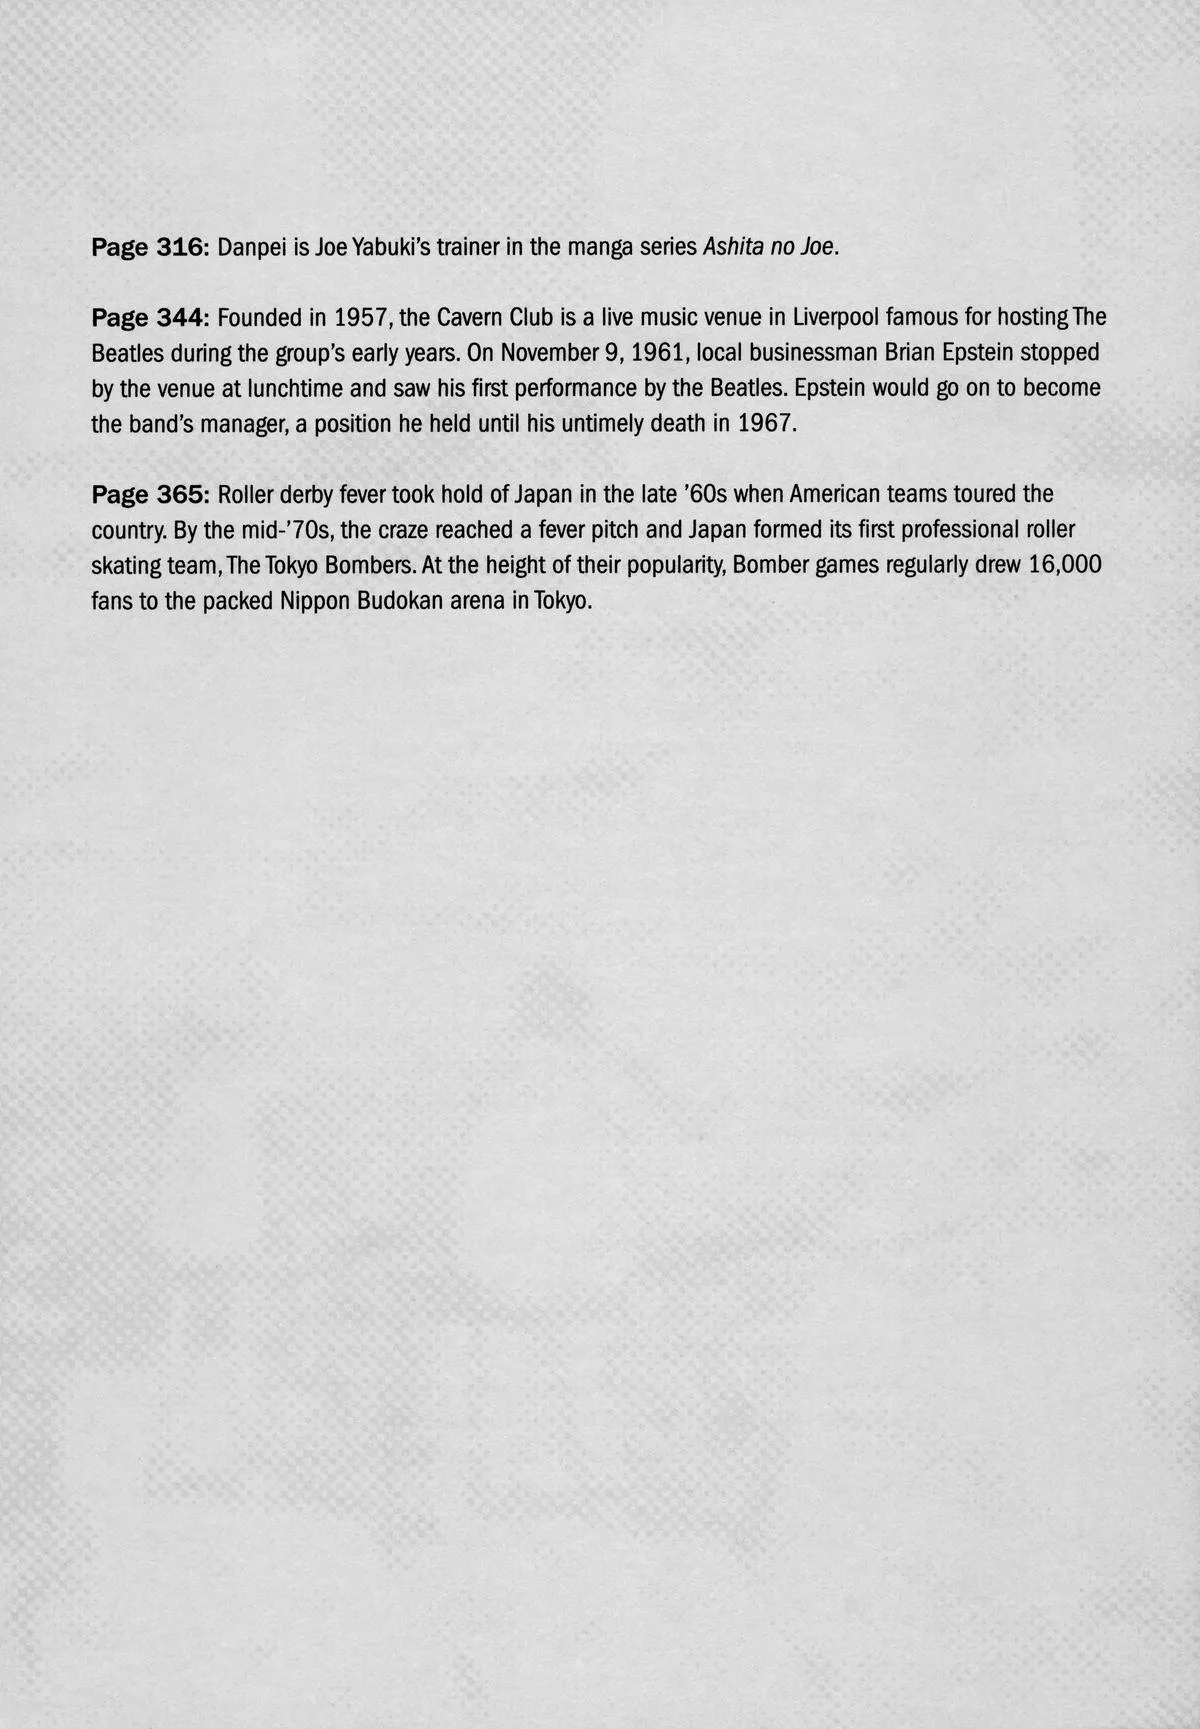 Page 316: Danpei is Joe Yabuki’s trainer in the manga series Ashita no Joe.
Page 344: Founded in 1957, the Cavern Club is a live music venue in Liverpool famous for hosting The
Beatles during the group’s early years. On November 9, 1961, local businessman Brian Epstein stopped
by the venue at lunchtime and saw his first performance by the Beatles. Epstein would go on to become
the band’s manager, a position he held until his untimely death in 1967.
Page 365: Roller derby fever took hold of Japan in the late ’60s when American teams toured the
country. By the mid-’70s, the craze reached a fever pitch and Japan formed its first professional roller
skating team, The Tokyo Bombers. At the height of their popularity, Bomber games regularly drew 16,000
fans to the packed Nippon Budokan arena in Tokyo.